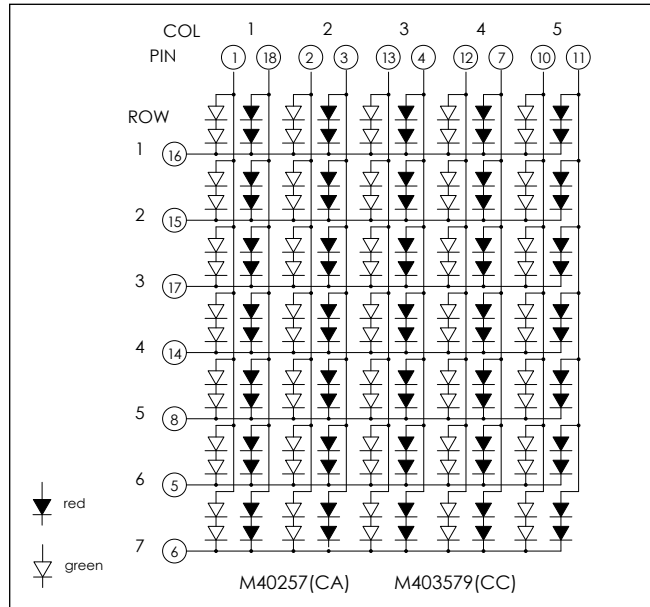 COL 1 2 3 4 5
PIN 1 18 2 3 13 4 12 7 10 11
ROW
1 16
2 15
3 17
4 14
5 8
6 5
red
green
7 6
M40257(CA) M403579(CC)